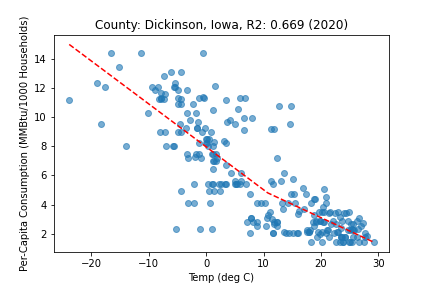 County: Dickinson, Iowa, R2: 0.669 (2020)
Per-Capita Consumption (MMBtu/1000 Households)
14
12
10
8
6
4
2
−20 −10 0 10 20 30
Temp (deg C)